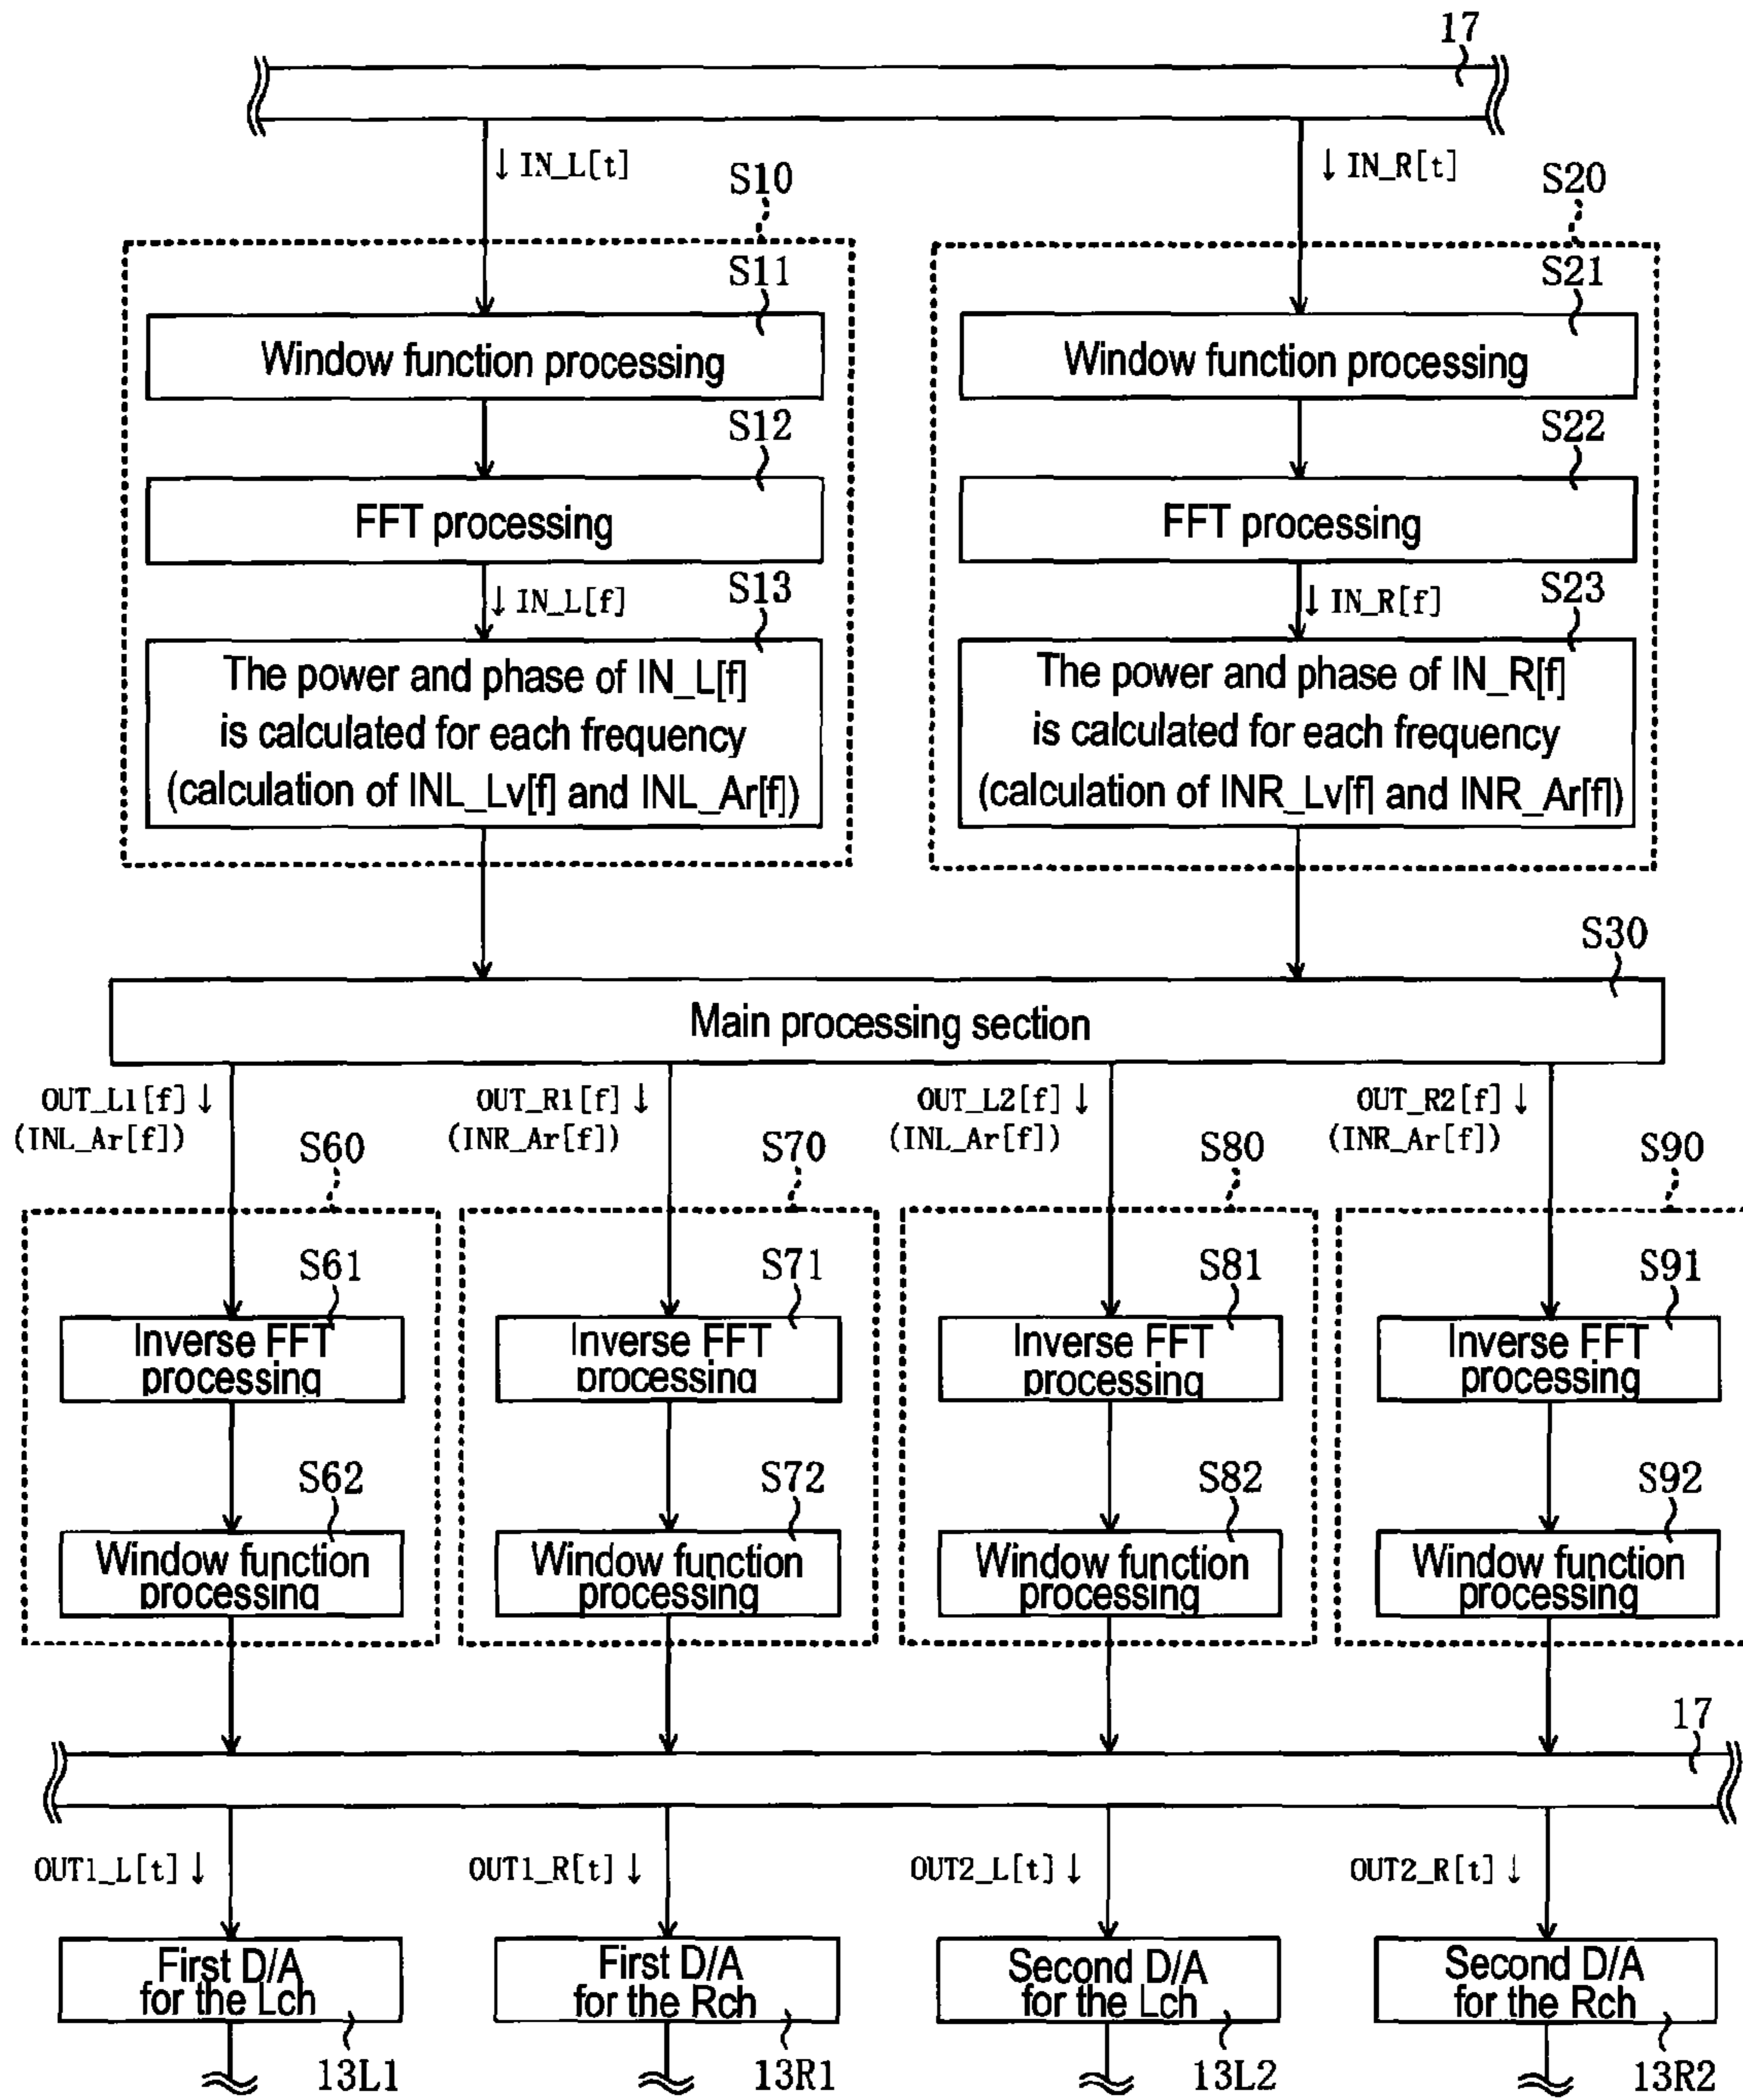 17
↓ IN_L[t]
↓ IN_R[t]
S10
S20
S11
S21
Window function processing
Window function processing
S12
S22
FFT processing
FFT processing
↓ IN_L[f]
S13
↓ IN_R[f]
S23
The power and phase of IN_L[f]
is calculated for each frequency
(calculation of INL_Lv[f] and INL_Ar[f])
The power and phase of IN_R[f]
is calculated for each frequency
(calculation of INR_Lv[f] and INR_Ar[f])
S30
Main processing section
OUT_L1[f] ↓
(INL_Ar[f])
OUT_R1[f] ↓
(INR_Ar[f])
OUT_L2[f] ↓
(INL_Ar[f])
OUT_R2[f] ↓
(INR_Ar[f])
S60
S70
S80
S90
S61
S71
S81
S91
Inverse FFT
processing
Inverse FFT
processing
Inverse FFT
processing
Inverse FFT
processing
S62
S72
S82
S92
Window function
processing
Window function
processing
Window function
processing
Window function
processing
17
OUT1_L[t] ↓
OUT1_R[t] ↓
OUT2_L[t] ↓
OUT2_R[t] ↓
First D/A
for the Lch
First D/A
for the Rch
Second D/A
for the Lch
Second D/A
for the Rch
13L1
13R1
13L2
13R2